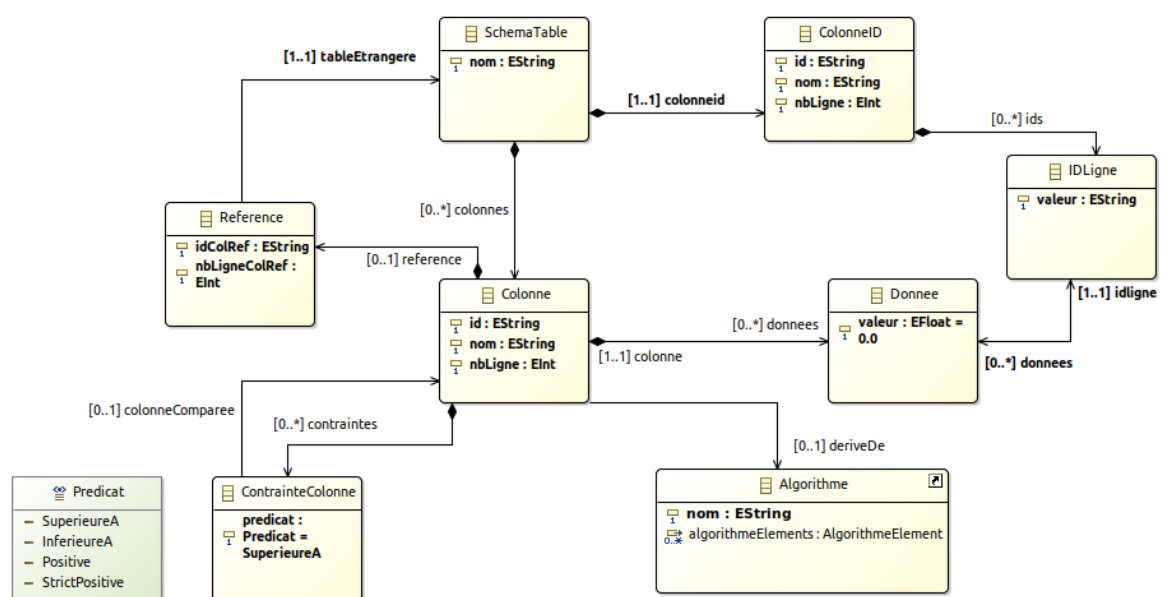 SchemaTable
nom : EString
ColonneID
id : EString
nom : EString
nbLigne : EInt
[1..1] tableEtrangere
[1..1] colonneid
[0..*] ids
IDLigne
valeur : EString
Reference
idColRef : EString
nbLigneColRef :
EInt
[0..*] colonnes
[0..1] reference
Colonne
id : EString
nom : EString
nbLigne : EInt
[0..*] donnees
[1..1] colonne
Donnee
valeur : EFloat =
0.0
[1..1] idligne
[0..*] donnees
[0..1] colonneComparee
[0..*] contraintes
[0..1] deriveDe
Predicat
SuperieureA
InferieureA
Positive
StrictPositive
ContrainteColonne
predicat :
Predicat =
SuperieureA
Algorithme
nom : EString
algorithmeElements : AlgorithmeElement